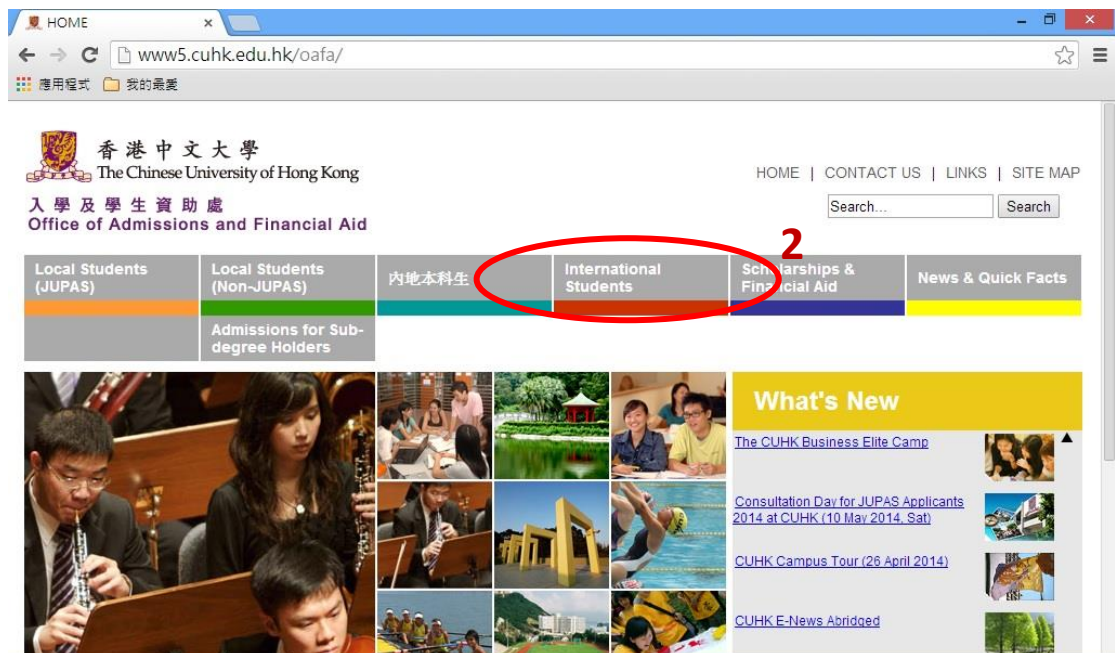 HOME
www5.cuhk.edu.hk/oafa/
應用程式 我的最愛
香港中文大學
The Chinese University of Hong Kong
入學及學生資助處
Office of Admissions and Financial Aid
HOME | CONTACT US | LINKS | SITE MAP
Search... Search
2
Local Students
(JUPAS)
Local Students
(Non-JUPAS)
內地本科生
International
Students
Scholarships &
Financial Aid
News & Quick Facts
Admissions for Sub-
degree Holders
What's New
The CUHK Business Elite Camp
Consultation Day for JUPAS Applicants
2014 at CUHK (10 May 2014, Sat)
CUHK Campus Tour (26 April 2014)
CUHK E-News Abridged